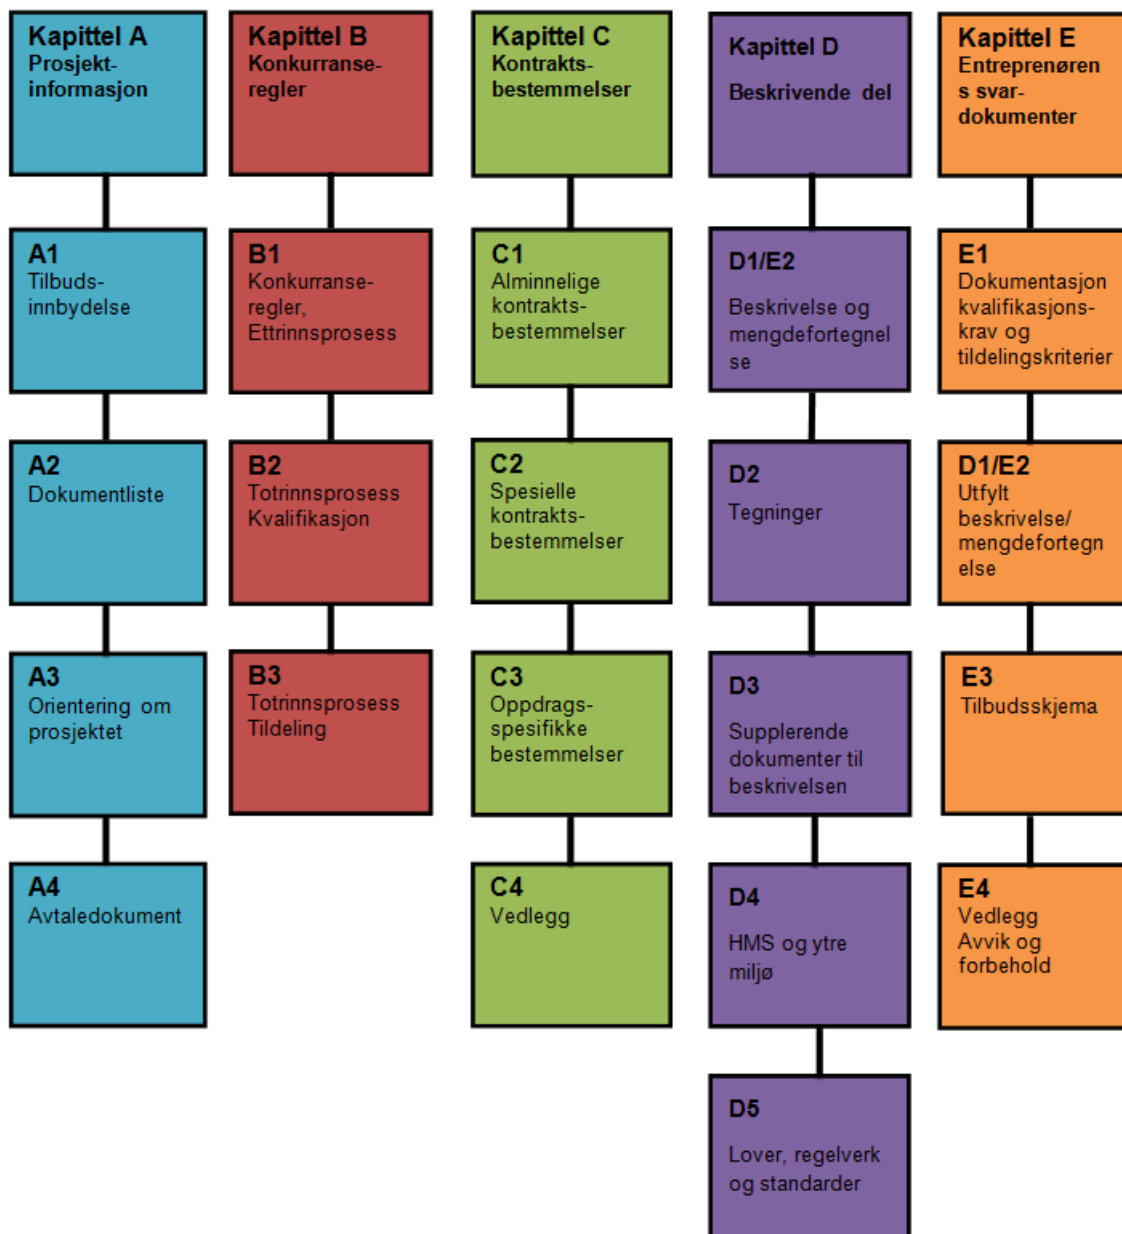 Kapittel A
Prosjekt-
informasjon
A1
Tilbuds-
innbydelse
A2
Dokumentliste
A3
Orientering om
prosjektet
A4
Avtaledokument
Kapittel B
Konkurranse-
regler
B1
Konkurranse-
regler,
Ettrinnsprosess
B2
Totrinnsprosess
Kvalifikasjon
B3
Totrinnsprosess
Tildeling
Kapittel C
Kontrakts-
bestemmelser
C1
Alminnelige
kontrakts-
bestemmelser
C2
Spesielle
kontrakts-
bestemmelser
C3
Oppdrags-
spesifikke
bestemmelser
C4
Vedlegg
Kapittel D
Beskrivende del
D1/E2
Beskrivelse og
mengdefortegnel
se
D2
Tegninger
D3
Supplerende
dokumenter til
beskrivelsen
D4
HMS og ytre
miljø
D5
Lover, regelverk
og standarder
Kapittel E
Entreprenøren
s svar-
dokumenter
E1
Dokumentasjon
kvalifikasjons-
krav og
tildelingskriterier
D1/E2
Utfylt
beskrivelse/
mengdefortegn
else
E3
Tilbudsskjema
E4
Vedlegg
Avvik og
forbehold